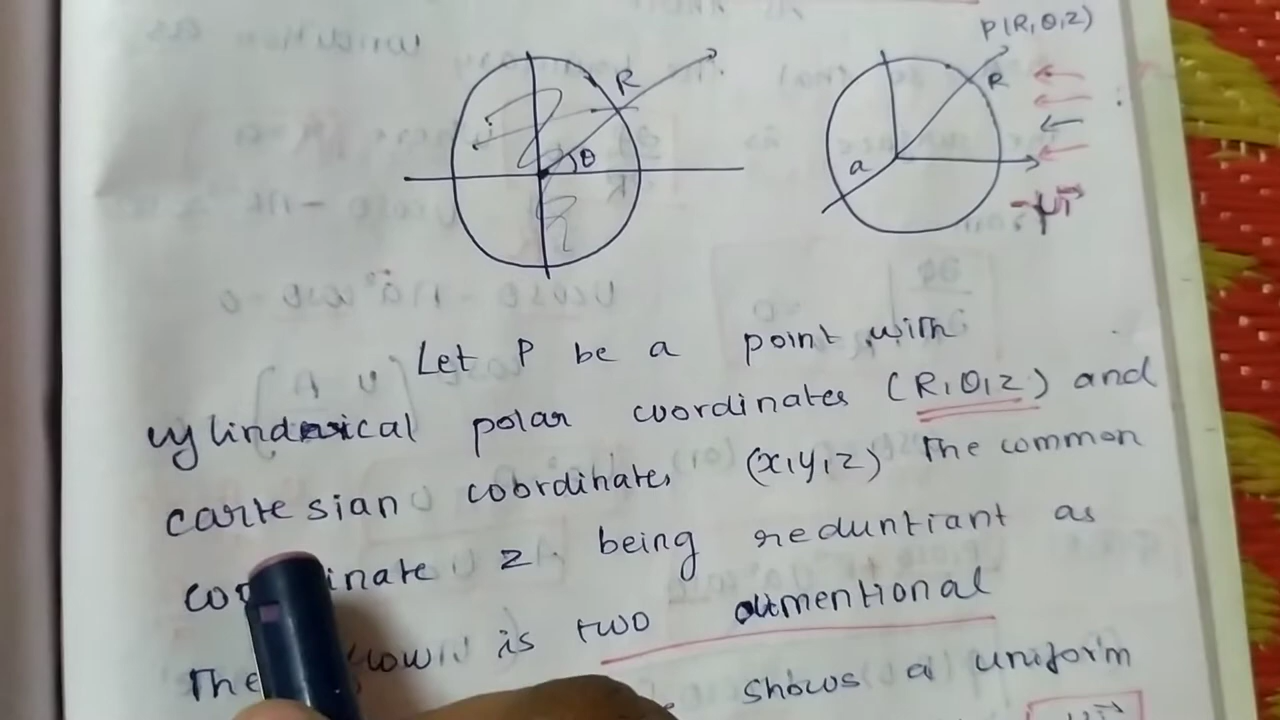 P(R,θ,z)
R
R
θ
a
Let P be a point with
cylindrical polar coordinates (R,θ,z) and
cartesian coordinates (x,y,z) The common
being reduntiant as
z
The flow is two dimentional
shows a uniform